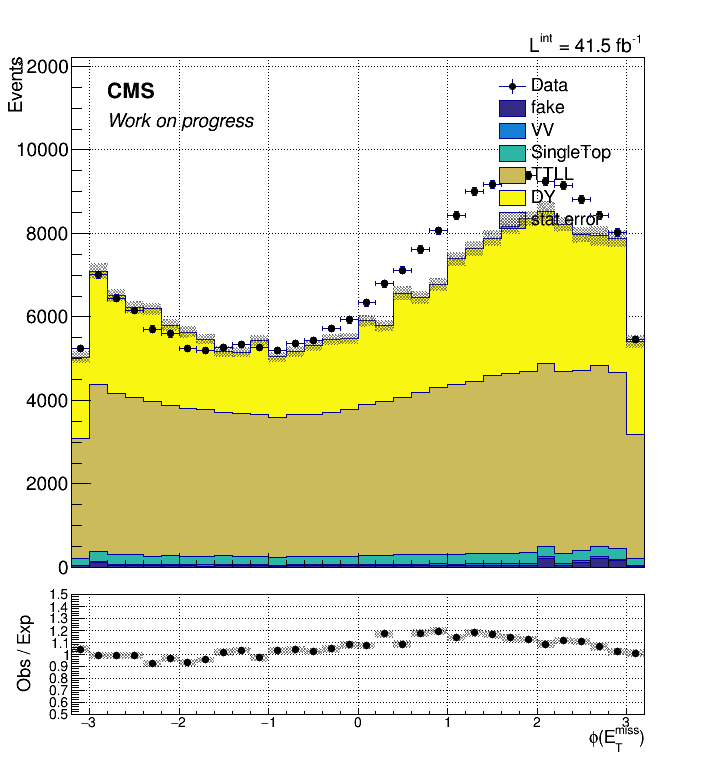 L^int = 41.5 fb^-1
Events
CMS
Work on progress
Data
fake
VV
SingleTop
TTLL
DY
stat error
12000
10000
8000
6000
4000
2000
0
Obs / Exp
1.5
1.4
1.3
1.2
1.1
1
0.9
0.8
0.7
0.6
0.5
−3 −2 −1 0 1 2 3
ϕ(E_T^miss)